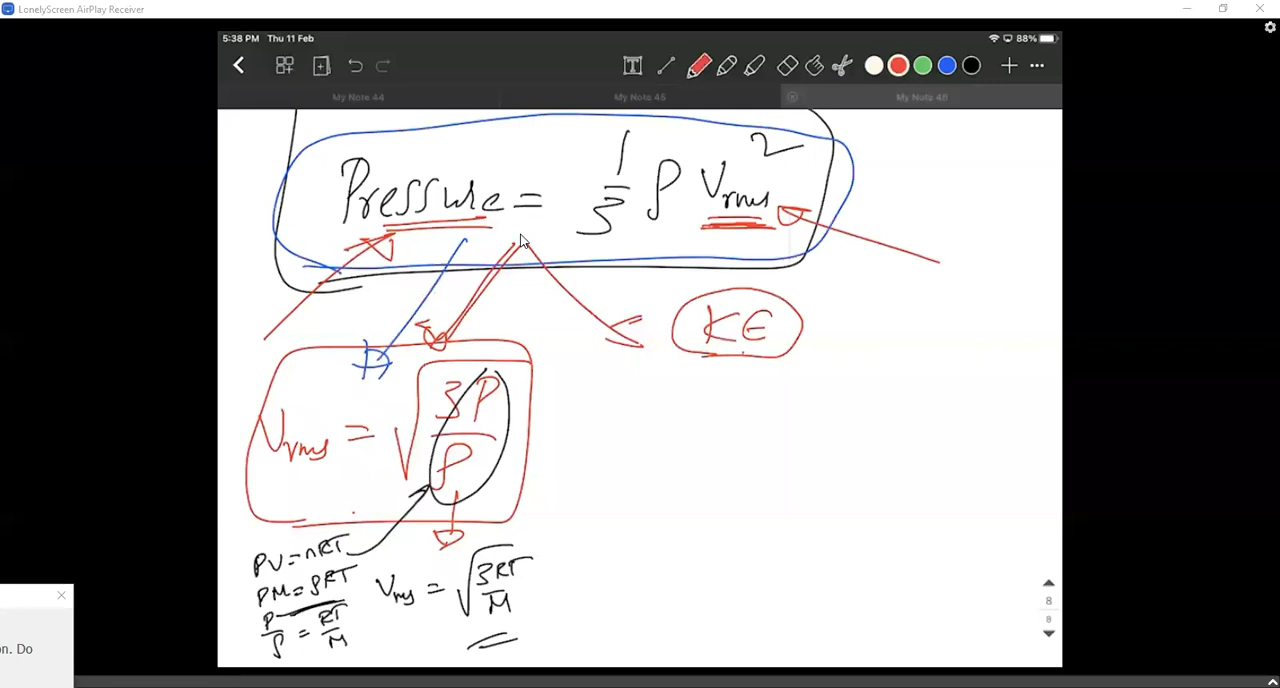 LonelyScreen AirPlay Receiver
5:38 PM Thu 11 Feb
88%
T
My Note 44 My Note 45 My Note 46
Pressure = 1/3 ρ Vrms²
KE
Vrms = √(3P/ρ)
PV = nRT
PM = ρRT
P/ρ = RT/M
Vrms = √(3RT/M)
8
8
on. Do